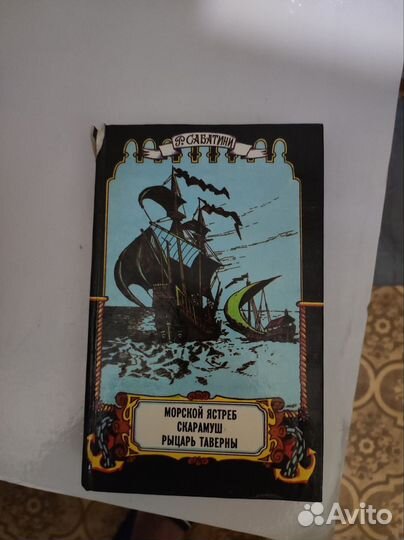 Р. САБАТИНИ
МОРСКОЙ ЯСТРЕБ
СКАРАМУШ
РЫЦАРЬ ТАВЕРНЫ
Avito